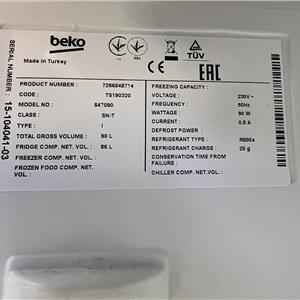 beko
Made in Turkey
CE
TÜV
EAC
SERIAL NUMBER :
15-104041-03
PRODUCT NUMBER : 7266848714
CODE : TS190320
MODEL : S47090
CLASS : SN-T
TYPE : I
TOTAL GROSS VOLUME : 90 L
FRIDGE COMP. NET. VOL. : 86 L
FREEZER COMP. NET. VOL. :
FROZEN FOOD COMP. NET. VOL. :
FREEZING CAPACITY :
VOLTAGE : 230V~
FREQUENCY : 50Hz
WATTAGE : 90 W
CURRENT : 0.5 A
DEFROST POWER :
REFRIGERANT TYPE : R600a
REFRIGERANT CHARGE : 20 g
CONSERVATION TIME FROM FAILURE :
CHILLER COMP. NET.VOL. :